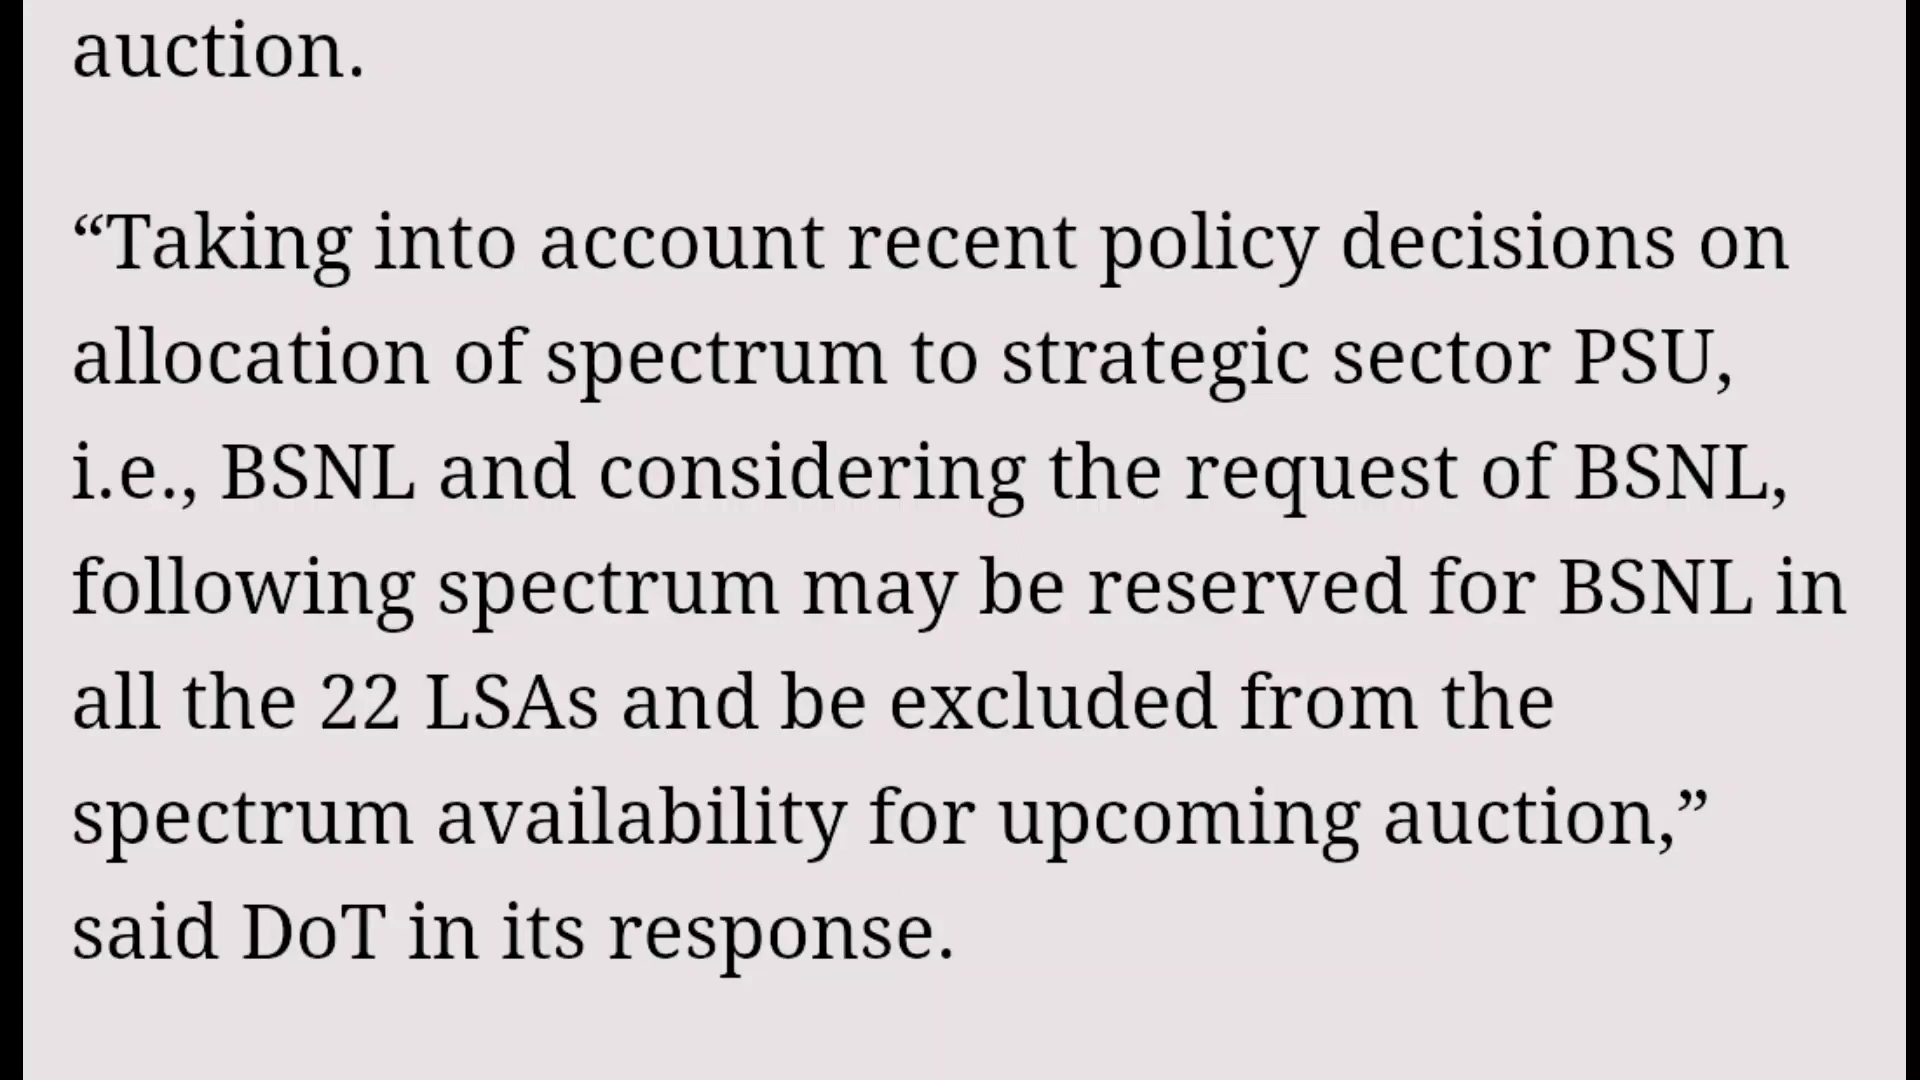 auction.
“Taking into account recent policy decisions on
allocation of spectrum to strategic sector PSU,
i.e., BSNL and considering the request of BSNL,
following spectrum may be reserved for BSNL in
all the 22 LSAs and be excluded from the
spectrum availability for upcoming auction,”
said DoT in its response.